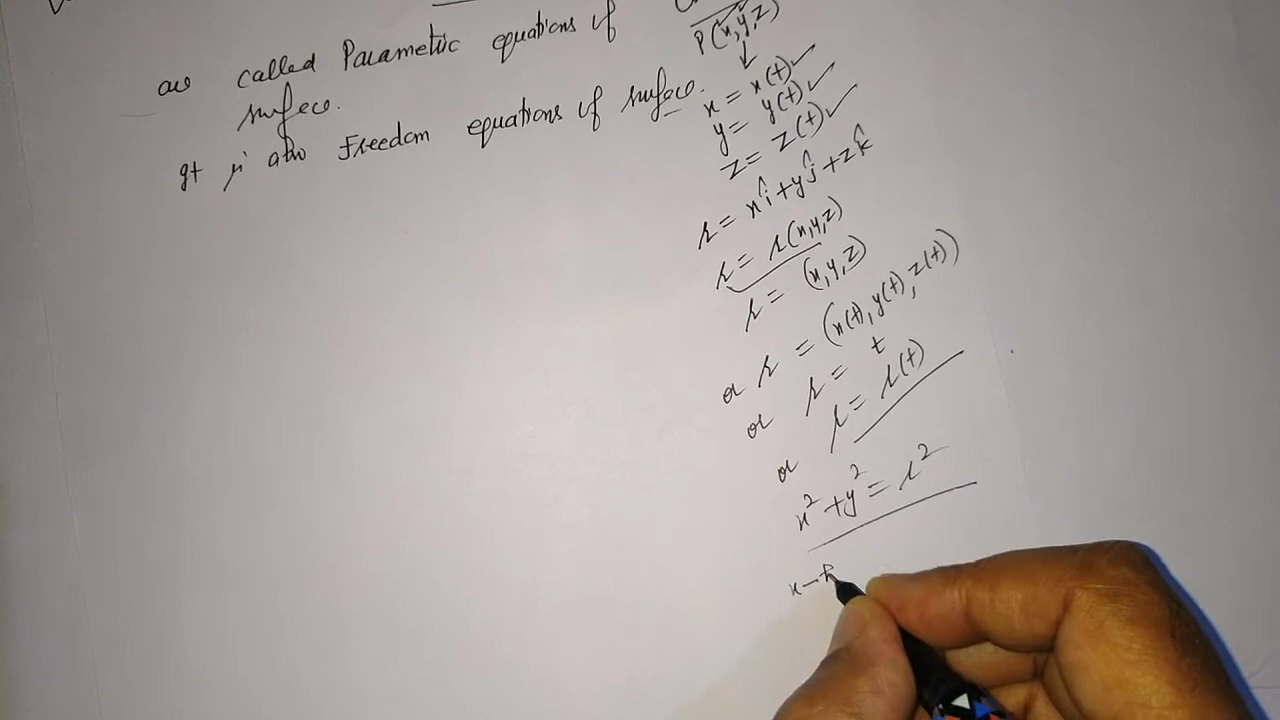 are called Parametric equations of
surface.
It is also Freedom equations of surface.
P(x,y,z)
↓
x = x(t) ✓
y = y(t) ✓
z = z(t) ✓
r = xî + yĵ + zk̂
r = r(x,y,z)
r = (x,y,z)
or r = (x(t), y(t), z(t))
or r = t
or r = r(t)
x² + y² = r²
x –